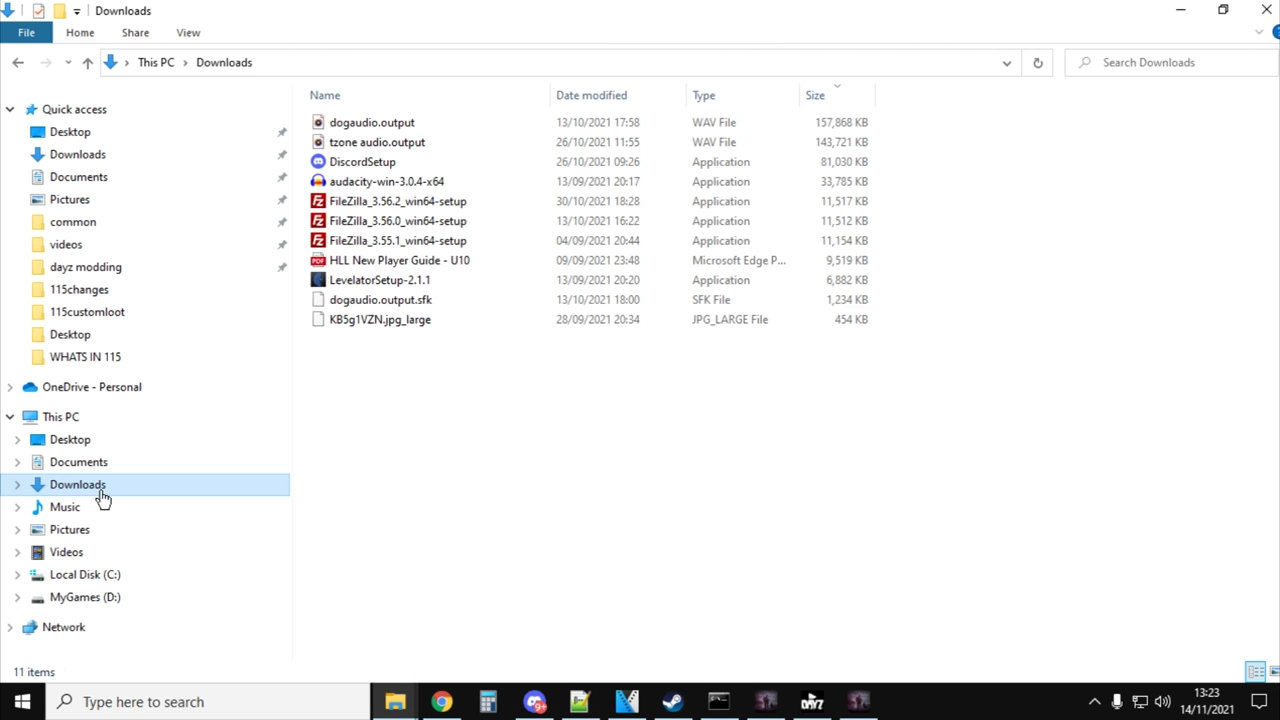 Downloads
File Home Share View
This PC Downloads
Search Downloads
Quick access
Desktop
Downloads
Documents
Pictures
common
videos
dayz modding
115changes
115customloot
Desktop
WHATS IN 115
OneDrive - Personal
This PC
Desktop
Documents
Downloads
Music
Pictures
Videos
Local Disk (C:)
MyGames (D:)
Network
Name Date modified Type Size
dogaudio.output 13/10/2021 17:58 WAV File 157,868 KB
tzone audio.output 26/10/2021 11:55 WAV File 143,721 KB
DiscordSetup 26/10/2021 09:26 Application 81,030 KB
audacity-win-3.0.4-x64 13/09/2021 20:17 Application 33,785 KB
FileZilla_3.56.2_win64-setup 30/10/2021 18:28 Application 11,517 KB
FileZilla_3.56.0_win64-setup 13/10/2021 16:22 Application 11,512 KB
FileZilla_3.55.1_win64-setup 04/09/2021 20:44 Application 11,154 KB
HLL New Player Guide - U10 09/09/2021 23:48 Microsoft Edge P... 9,519 KB
LevelatorSetup-2.1.1 13/09/2021 20:20 Application 6,882 KB
dogaudio.output.sfk 13/10/2021 18:00 SFK File 1,234 KB
KB5g1VZN.jpg_large 28/09/2021 20:34 JPG_LARGE File 454 KB
11 items
Type here to search
DAYZ
13:23
14/11/2021